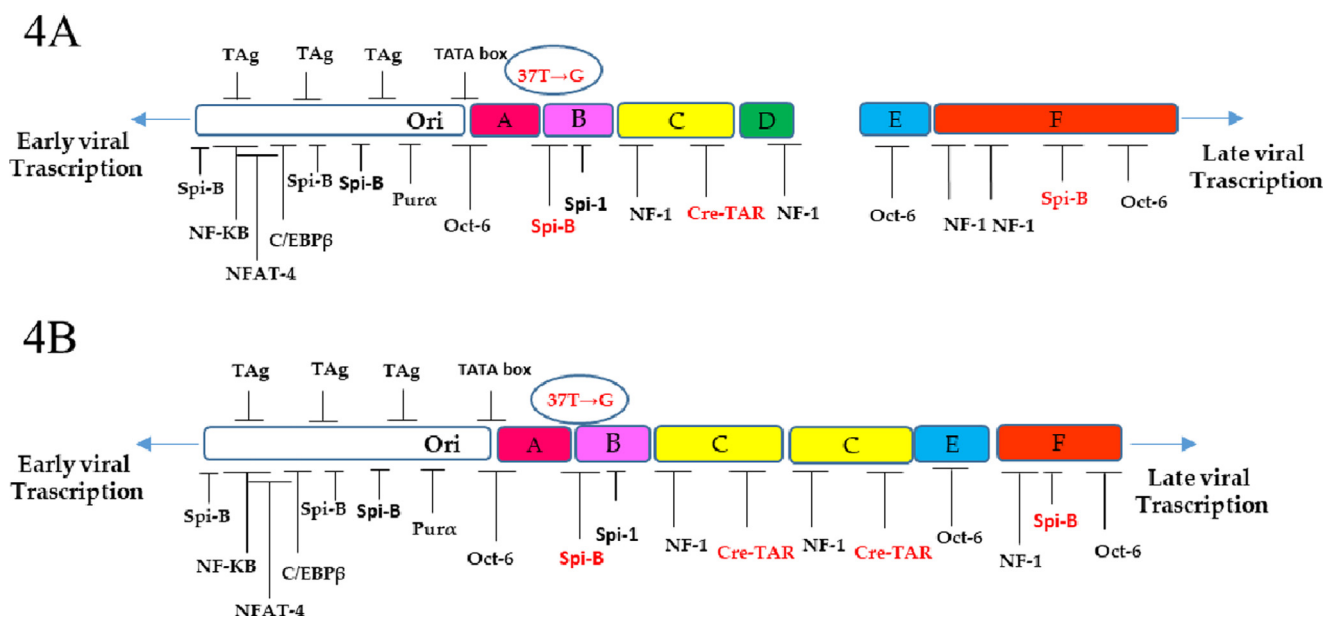 4A
TAg TAg TAg TATA box
37T→G
Ori A B C D E F
Early viral
Trascription
Late viral
Trascription
Spi-B Spi-B Spi-B Purα Oct-6 Spi-B Spi-1 NF-1 Cre-TAR NF-1 Oct-6 NF-1 NF-1 Spi-B Oct-6
NF-KB C/EBPβ
NFAT-4
4B
TAg TAg TAg TATA box
37T→G
Ori A B C C E F
Early viral
Trascription
Late viral
Trascription
Spi-B Spi-B Spi-B Purα Oct-6 Spi-B Spi-1 NF-1 Cre-TAR NF-1 Cre-TAR Oct-6 NF-1 Spi-B Oct-6
NF-KB C/EBPβ
NFAT-4